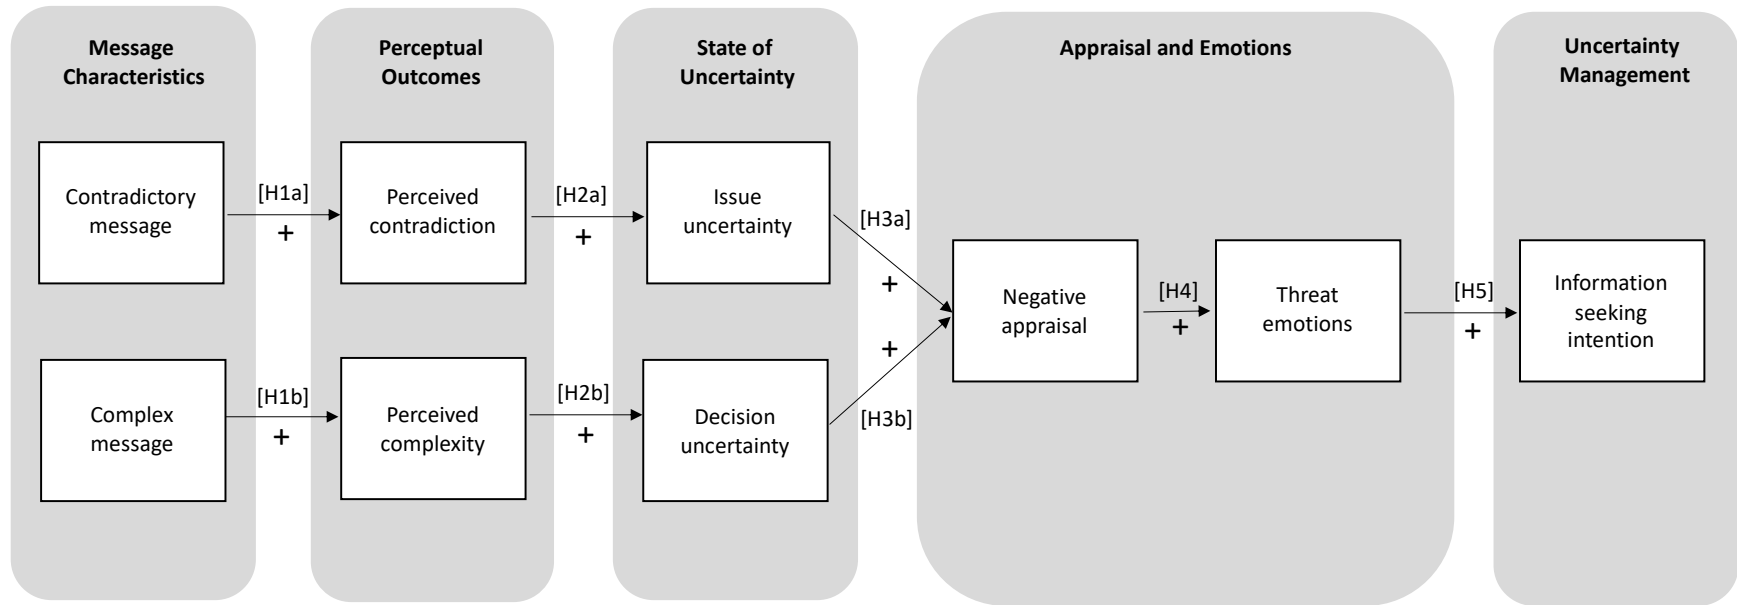 Message
Characteristics
Perceptual
Outcomes
State of
Uncertainty
Appraisal and Emotions
Uncertainty
Management
Contradictory
message
[H1a]
+
Perceived
contradiction
[H2a]
+
Issue
uncertainty
[H3a]
+
Complex
message
[H1b]
+
Perceived
complexity
[H2b]
+
Decision
uncertainty
+
[H3b]
Negative
appraisal
[H4]
+
Threat
emotions
[H5]
+
Information
seeking
intention